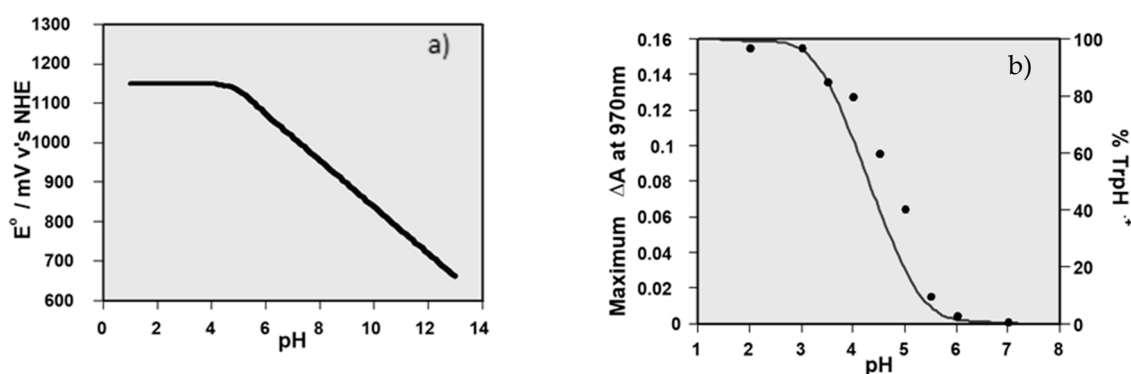 1300
1200
1100
1000
900
800
700
600
E° / mV v's NHE
0 2 4 6 8 10 12 14
pH
a)
0.16
0.14
0.12
0.1
0.08
0.06
0.04
0.02
0
Maximum ΔA at 970nm
1 2 3 4 5 6 7 8
pH
b)
100
80
60
40
20
0
% TrpH ·+